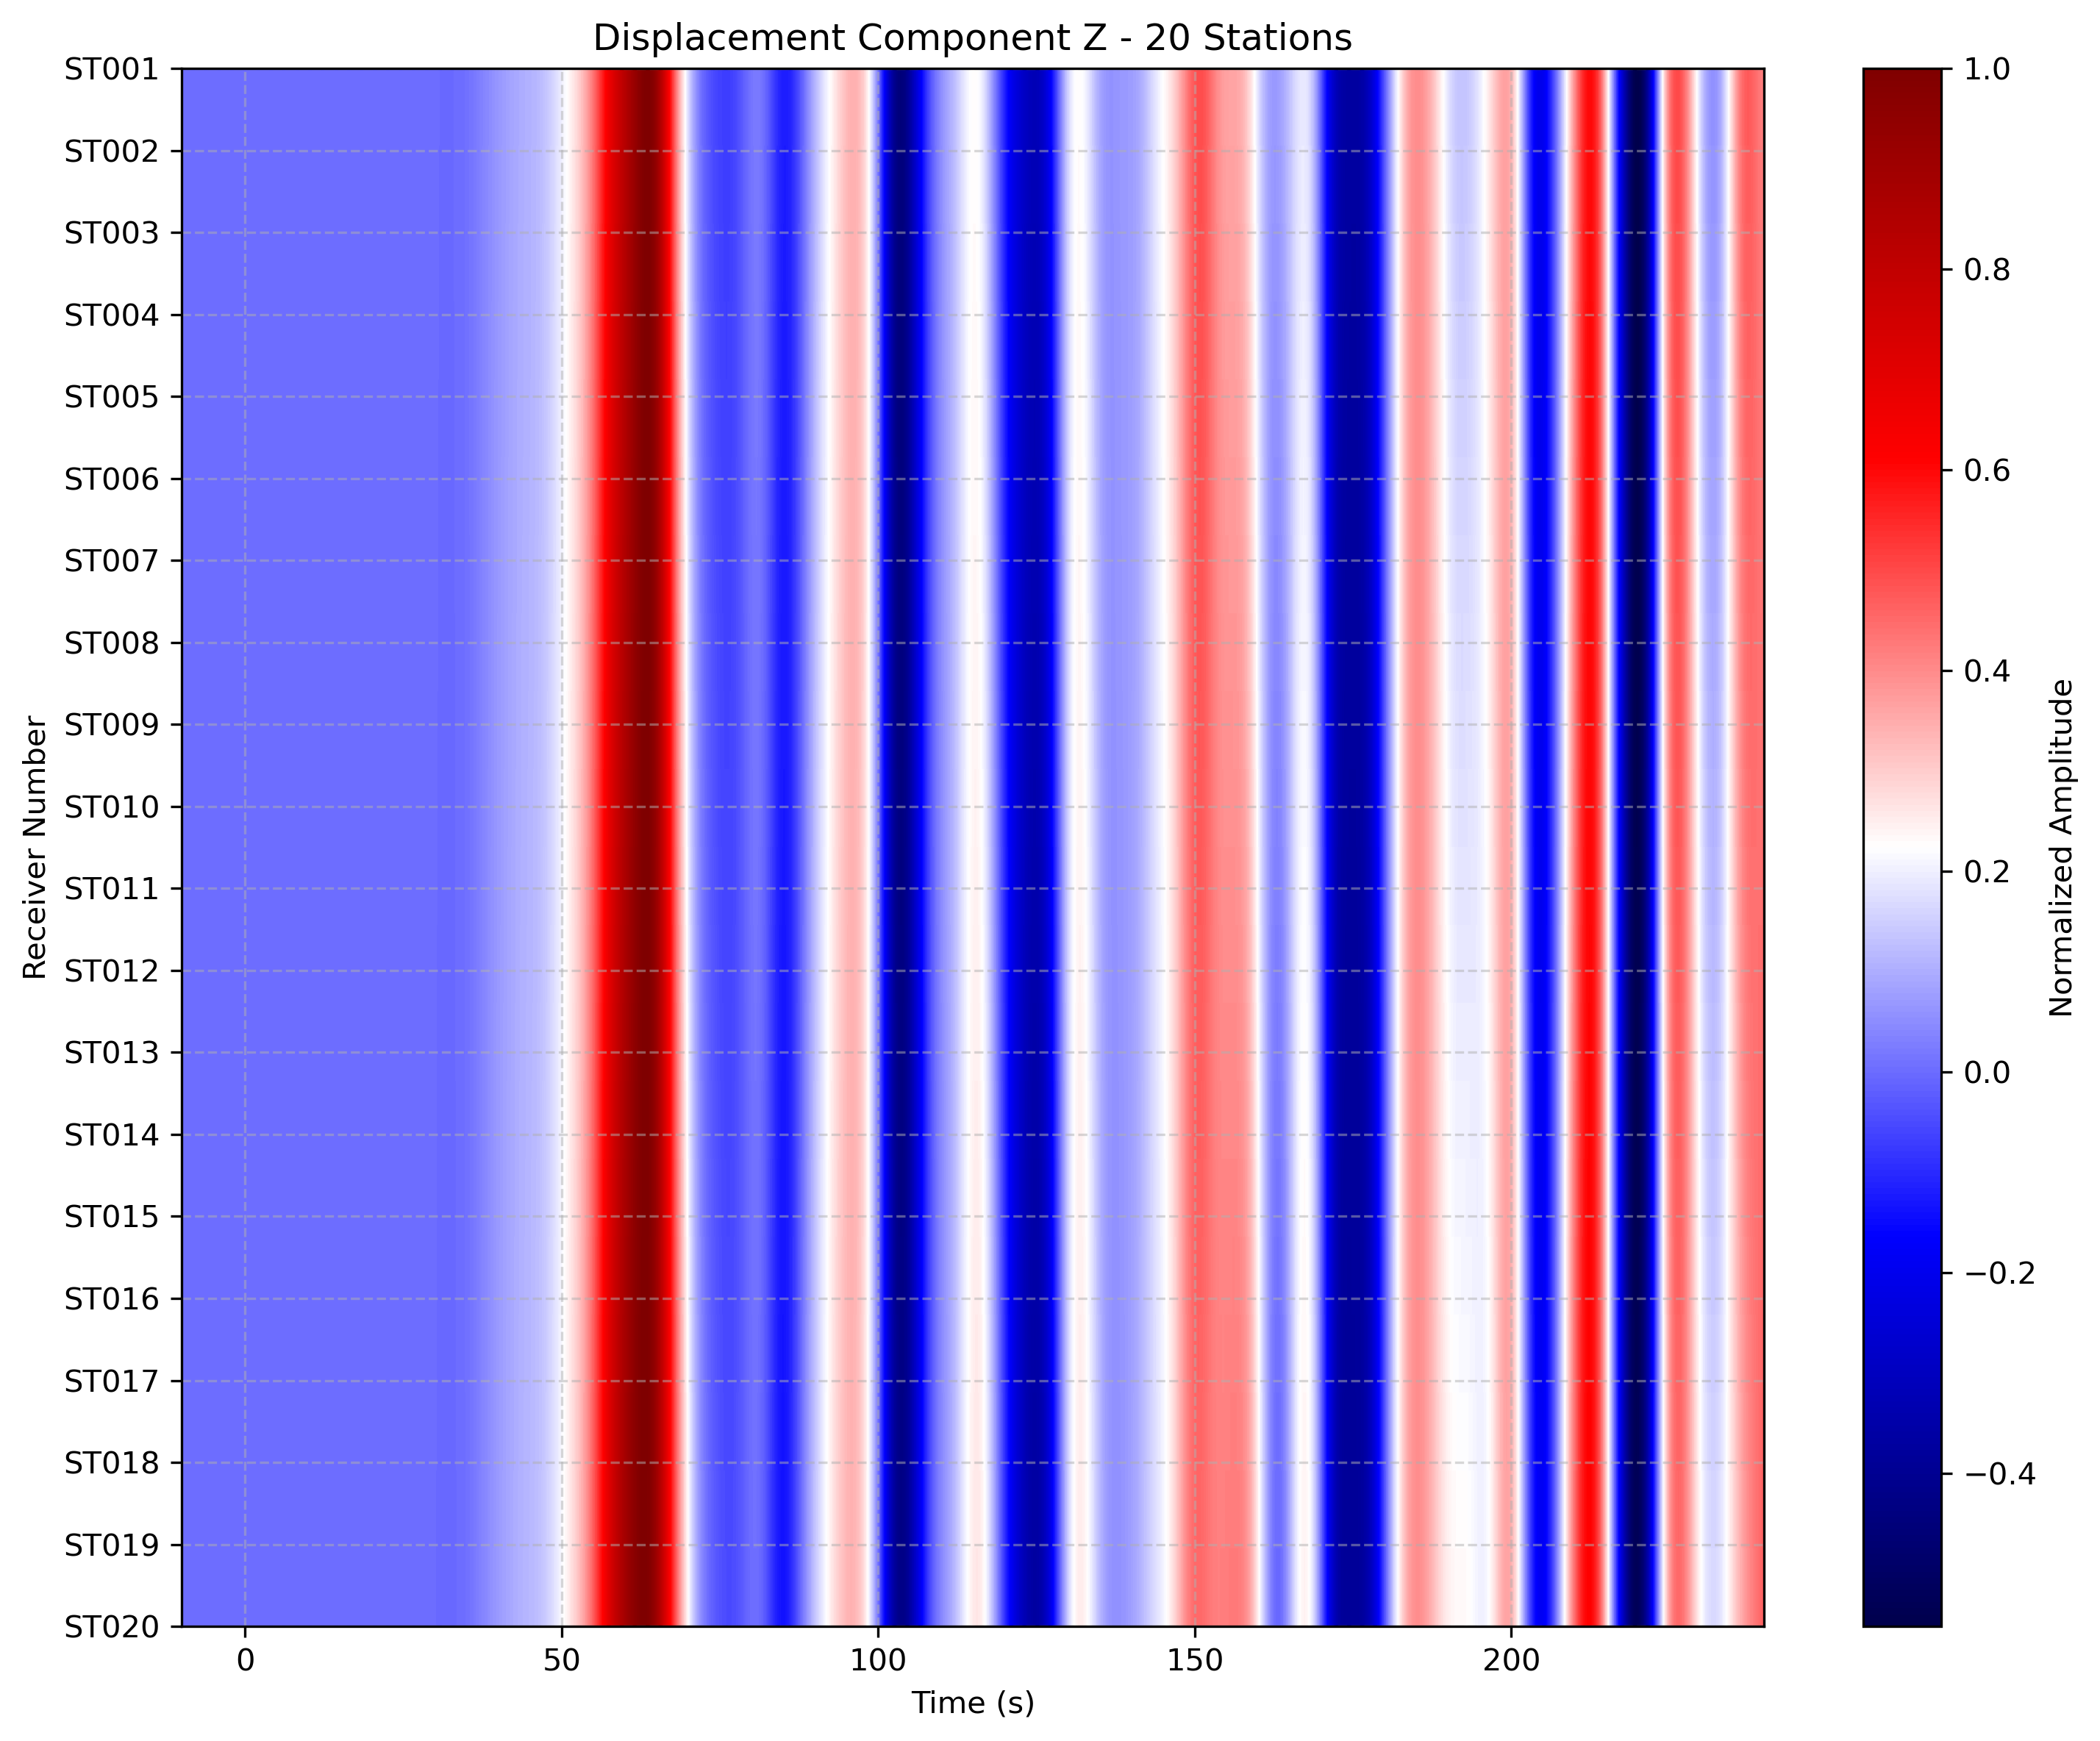 Displacement Component Z - 20 Stations
ST001
ST002
ST003
ST004
ST005
ST006
ST007
ST008
ST009
ST010
ST011
ST012
ST013
ST014
ST015
ST016
ST017
ST018
ST019
ST020
Receiver Number
0 50 100 150 200
Time (s)
1.0
0.8
0.6
0.4
0.2
0.0
−0.2
−0.4
Normalized Amplitude